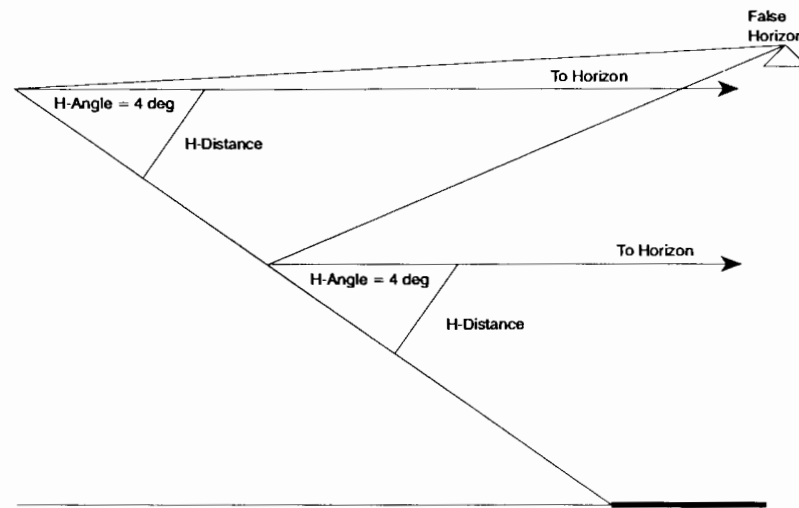 False
Horizon
To Horizon
H-Angle = 4 deg
H-Distance
To Horizon
H-Angle = 4 deg
H-Distance